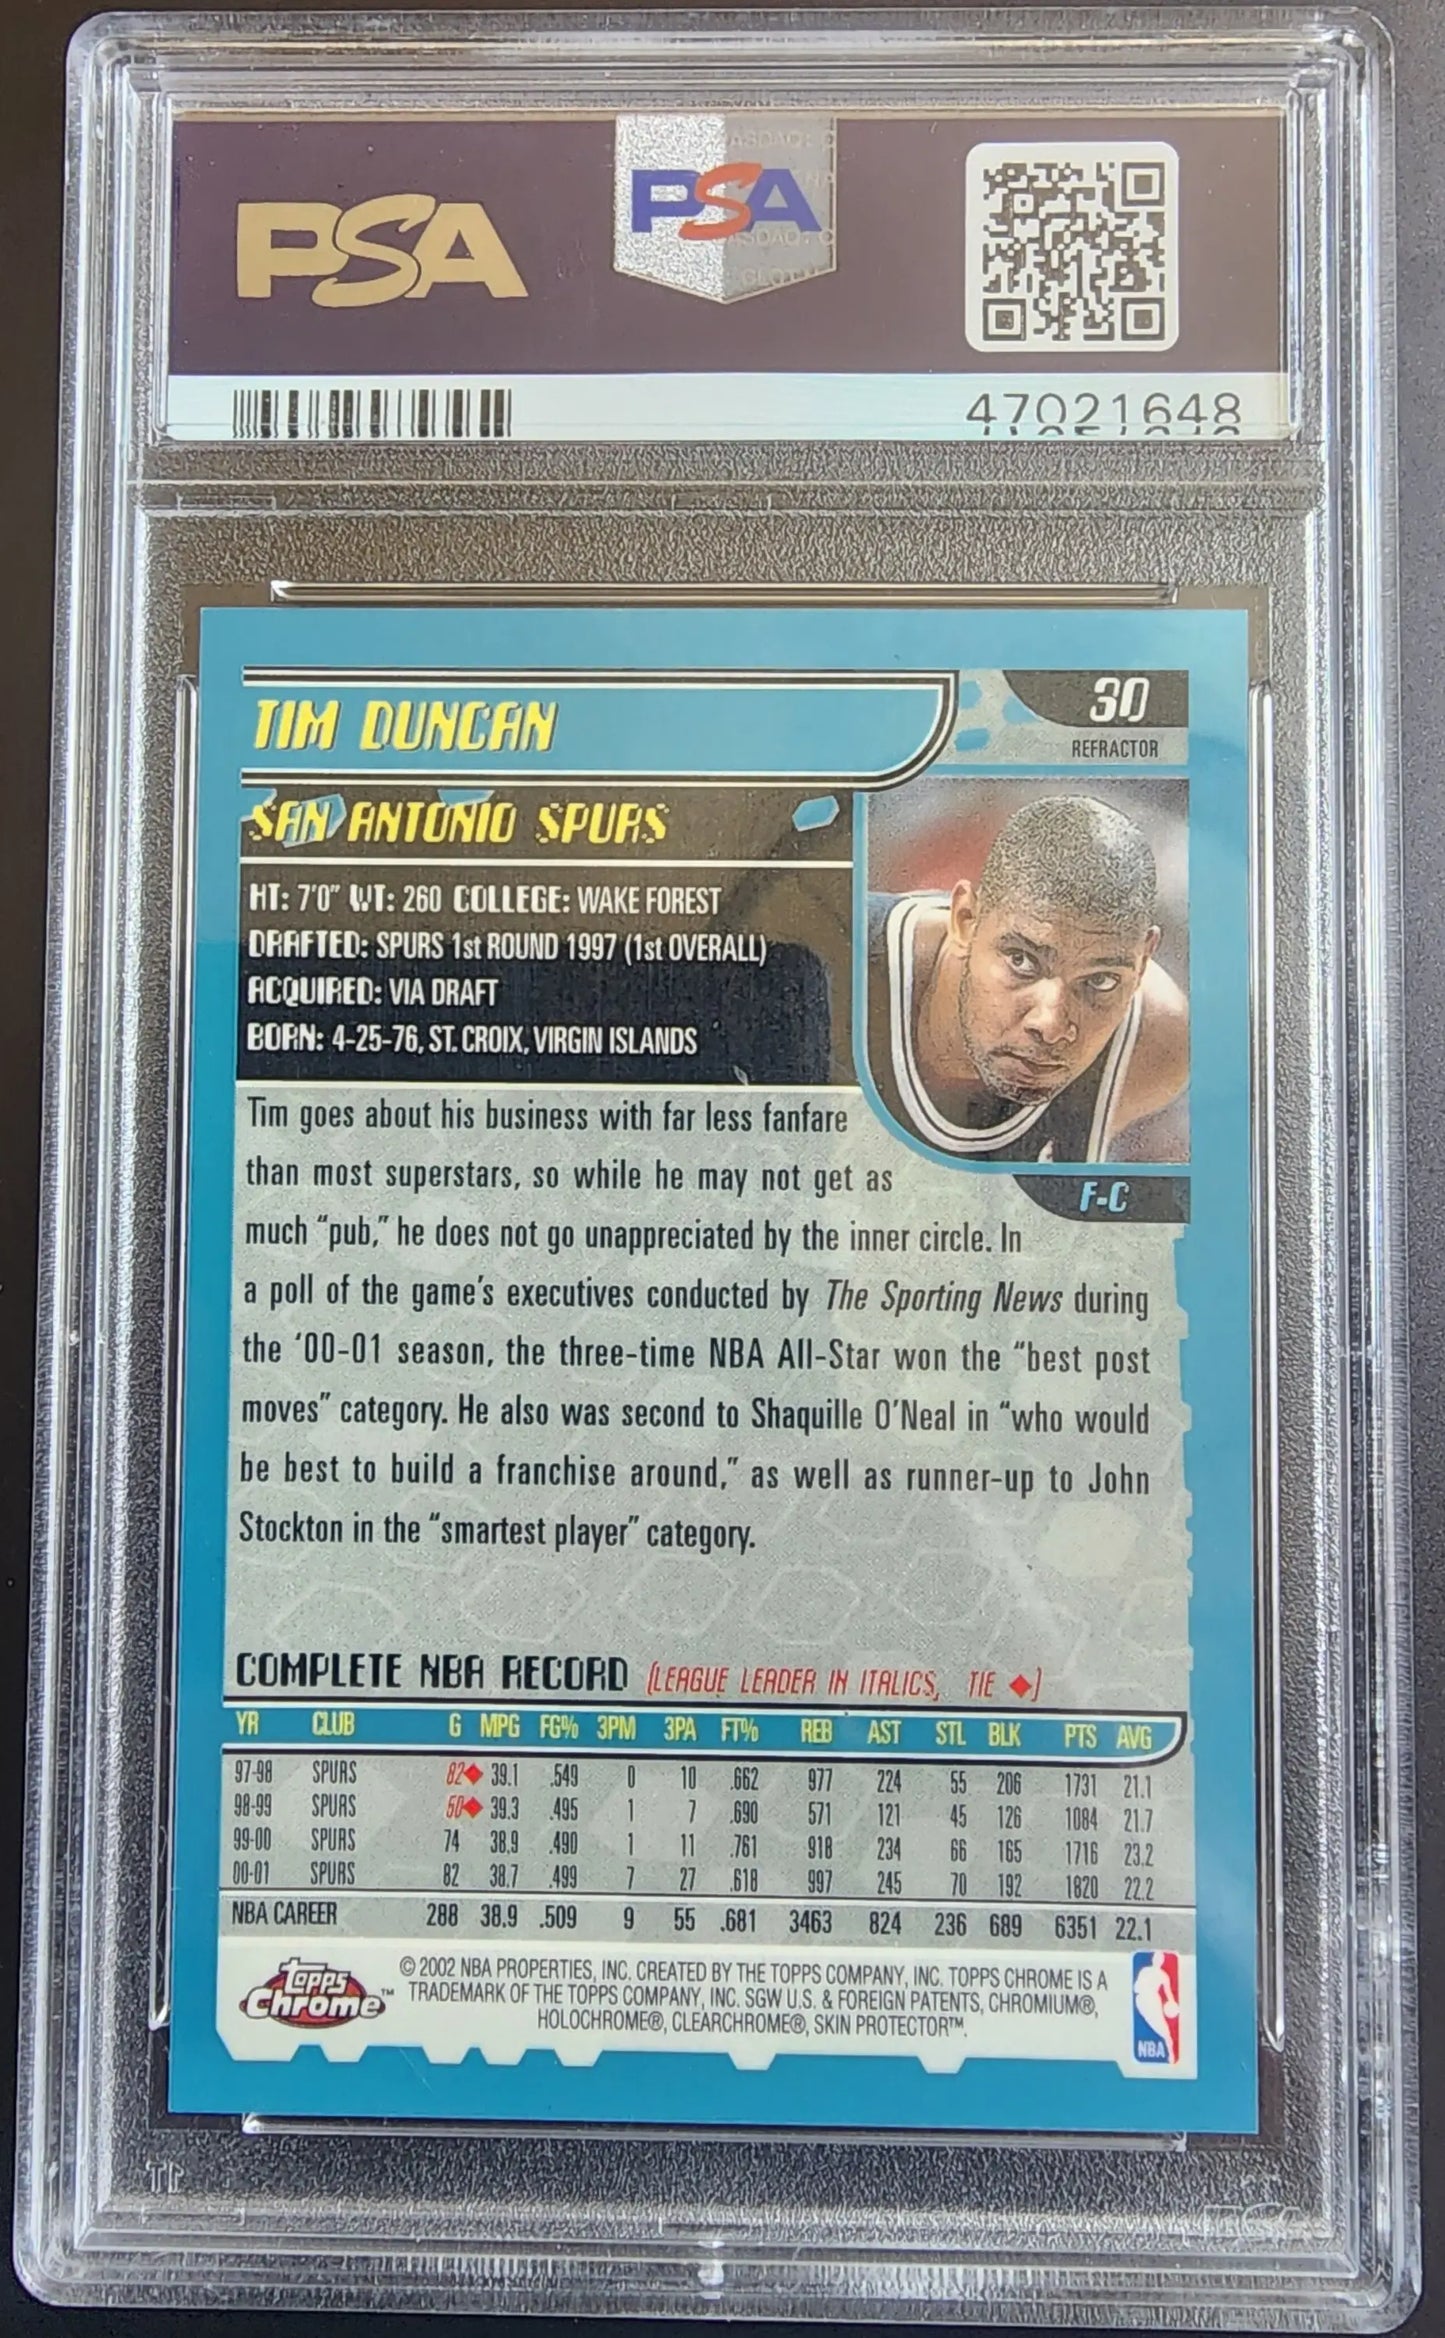 PSA
PSA
47021648
TIM DUNCAN
30
REFRACTOR
SAN ANTONIO SPURS
HT: 7'0" WT: 260 COLLEGE: WAKE FOREST
DRAFTED: SPURS 1st ROUND 1997 (1st OVERALL)
ACQUIRED: VIA DRAFT
BORN: 4-25-76, ST. CROIX, VIRGIN ISLANDS
F-C
Tim goes about his business with far less fanfare
than most superstars, so while he may not get as
much "pub," he does not go unappreciated by the inner circle. In
a poll of the game's executives conducted by The Sporting News during
the '00-01 season, the three-time NBA All-Star won the "best post
moves" category. He also was second to Shaquille O'Neal in "who would
be best to build a franchise around," as well as runner-up to John
Stockton in the "smartest player" category.
COMPLETE NBA RECORD (LEAGUE LEADER IN ITALICS, TIE ◆)
YR CLUB G MPG FG% 3PM 3PA FT% REB AST STL BLK PTS AVG
97-98 SPURS 82◆ 39.1 .549 0 10 .662 977 224 55 206 1731 21.1
98-99 SPURS 50◆ 39.3 .495 1 7 .690 571 121 45 126 1084 21.7
99-00 SPURS 74 38.9 .490 1 11 .761 918 234 66 165 1716 23.2
00-01 SPURS 82 38.7 .499 7 27 .618 997 245 70 192 1820 22.2
NBA CAREER 288 38.9 .509 9 55 .681 3463 824 236 689 6351 22.1
Topps Chrome™
© 2002 NBA PROPERTIES, INC. CREATED BY THE TOPPS COMPANY, INC. TOPPS CHROME IS A
TRADEMARK OF THE TOPPS COMPANY, INC. SGW U.S. & FOREIGN PATENTS, CHROMIUM®,
HOLOCHROME®, CLEARCHROME®, SKIN PROTECTOR™.
NBA